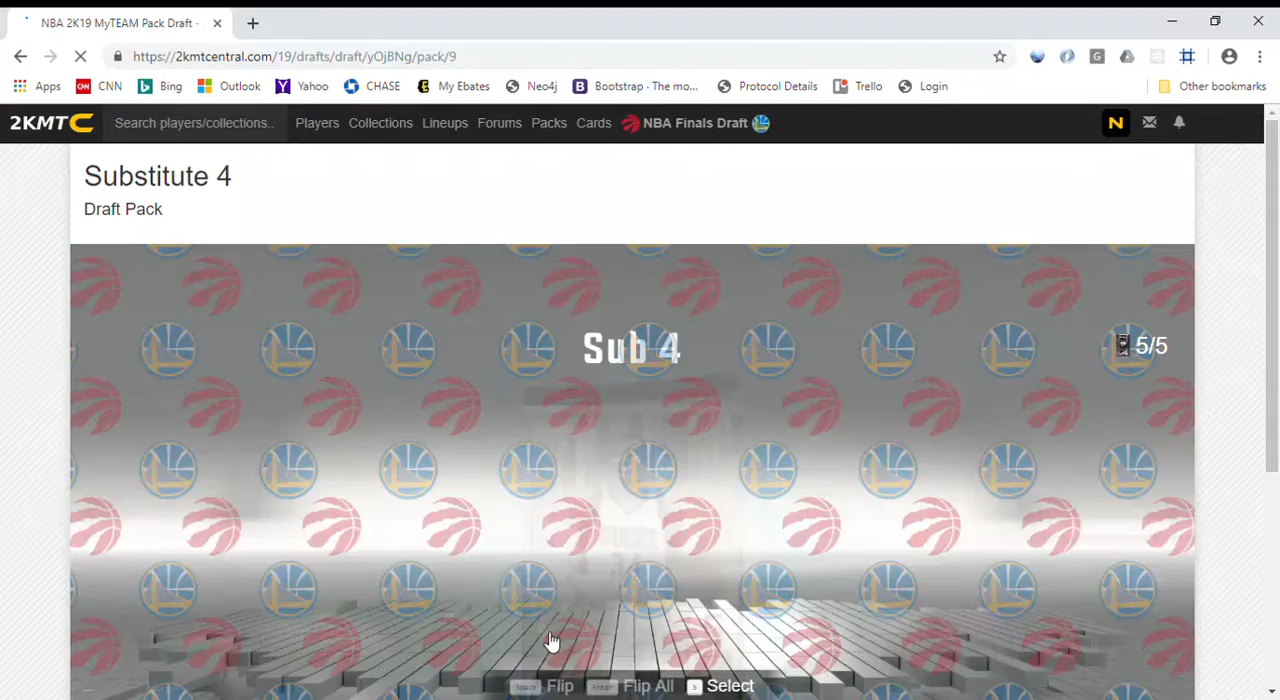 NBA 2K19 MyTEAM Pack Draft -
https://2kmtcentral.com/19/drafts/draft/yOjBNg/pack/9
Apps CNN Bing Outlook Yahoo CHASE My Ebates Neo4j Bootstrap · The mo... Protocol Details Trello Login Other bookmarks
2KMTC Search players/collections.. Players Collections Lineups Forums Packs Cards NBA Finals Draft N
Substitute 4
Draft Pack
Sub 4
5/5
Space Flip Enter Flip All S Select